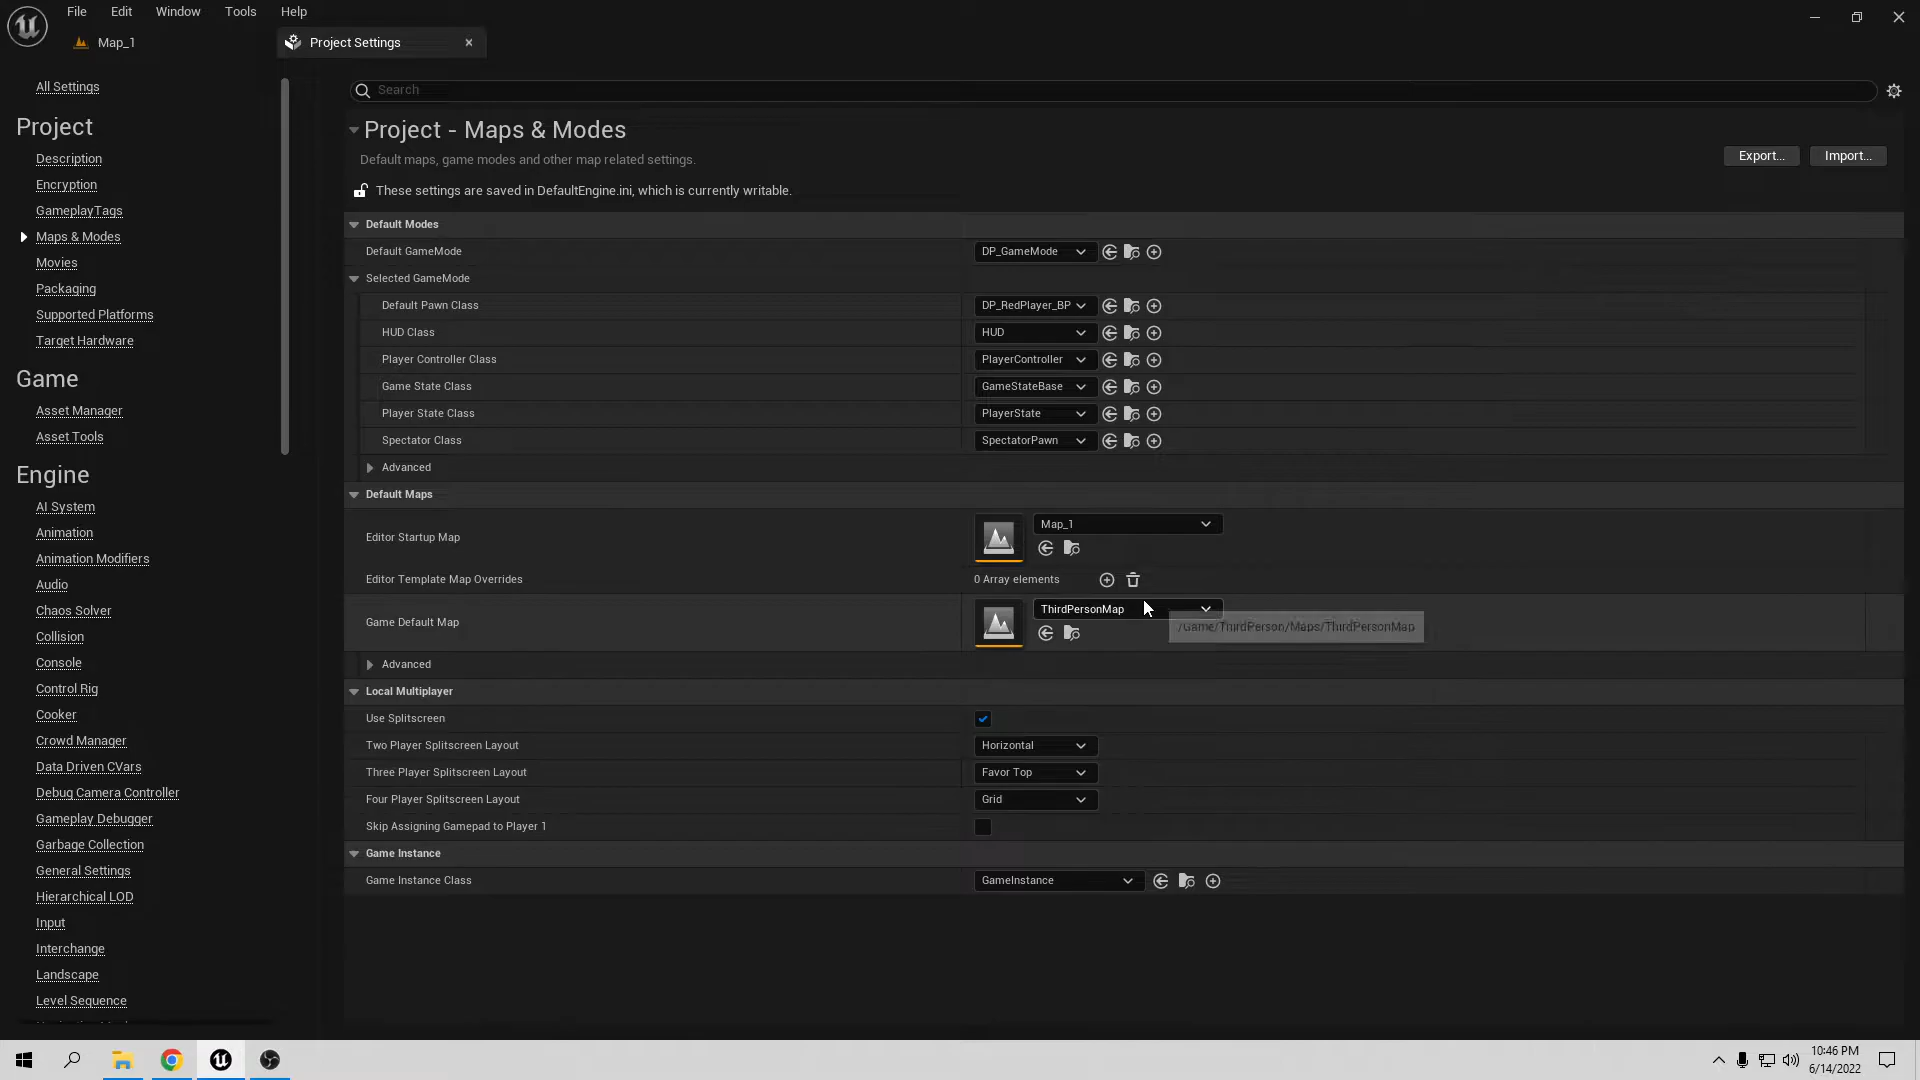 File Edit Window Tools Help
Map_1
Project Settings
All Settings
Project
Description
Encryption
GameplayTags
Maps & Modes
Movies
Packaging
Supported Platforms
Target Hardware
Game
Asset Manager
Asset Tools
Engine
AI System
Animation
Animation Modifiers
Audio
Chaos Solver
Collision
Console
Control Rig
Cooker
Crowd Manager
Data Driven CVars
Debug Camera Controller
Gameplay Debugger
Garbage Collection
General Settings
Hierarchical LOD
Input
Interchange
Landscape
Level Sequence
Search
Project - Maps & Modes
Default maps, game modes and other map related settings.
Export... Import...
These settings are saved in DefaultEngine.ini, which is currently writable.
Default Modes
Default GameMode DP_GameMode
Selected GameMode
Default Pawn Class DP_RedPlayer_BP
HUD Class HUD
Player Controller Class PlayerController
Game State Class GameStateBase
Player State Class PlayerState
Spectator Class SpectatorPawn
Advanced
Default Maps
Editor Startup Map Map_1
Editor Template Map Overrides 0 Array elements
Game Default Map ThirdPersonMap
/Game/ThirdPerson/Maps/ThirdPersonMap
Advanced
Local Multiplayer
Use Splitscreen
Two Player Splitscreen Layout Horizontal
Three Player Splitscreen Layout Favor Top
Four Player Splitscreen Layout Grid
Skip Assigning Gamepad to Player 1
Game Instance
Game Instance Class GameInstance
10:46 PM
6/14/2022